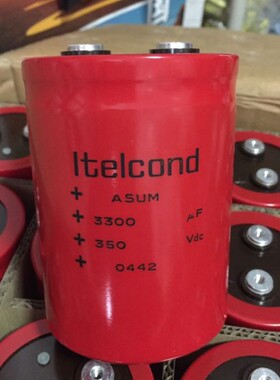 Itelcond
+ ASUM
+ 3300 µF
+ 350 Vdc
+ 0442